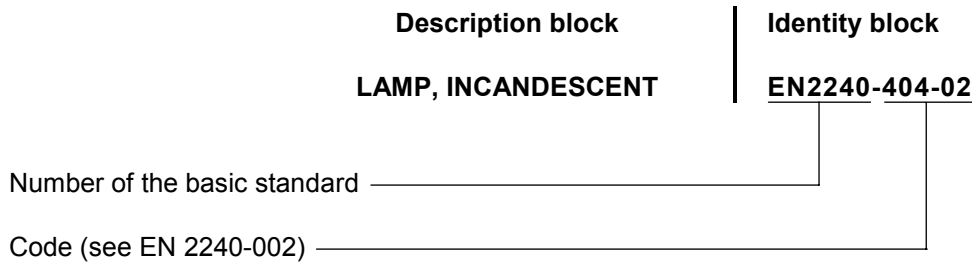 Description block Identity block
LAMP, INCANDESCENT EN2240-404-02
Number of the basic standard
Code (see EN 2240-002)